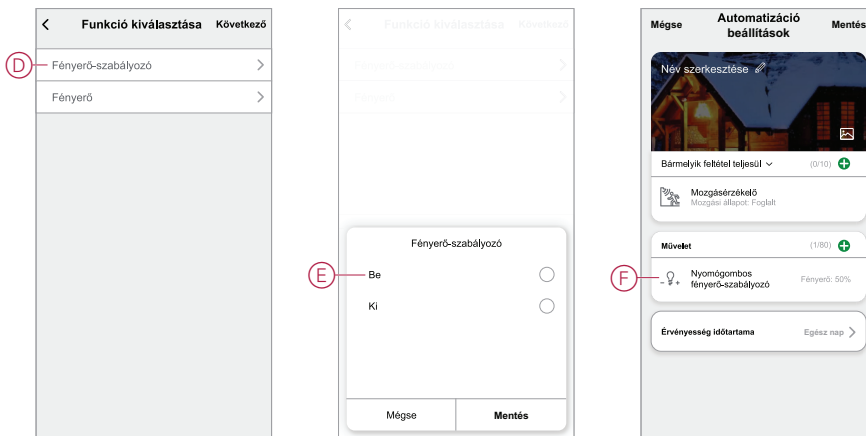 Funkció kiválasztása
Következő
D
Fényerő-szabályozó
Fényerő
Funkció kiválasztása
Következő
Fényerő-szabályozó
Fényerő
Fényerő-szabályozó
E
Be
Ki
Mégse
Mentés
Mégse
Automatizáció
beállítások
Mentés
Név szerkesztése
Bármelyik feltétel teljesül
(0/10)
Mozgásérzékelő
Mozgási állapot: Foglalt
Művelet
(1/80)
F
Nyomógombos
fényerő-szabályozó
Fényerő: 50%
Érvényesség időtartama
Egész nap